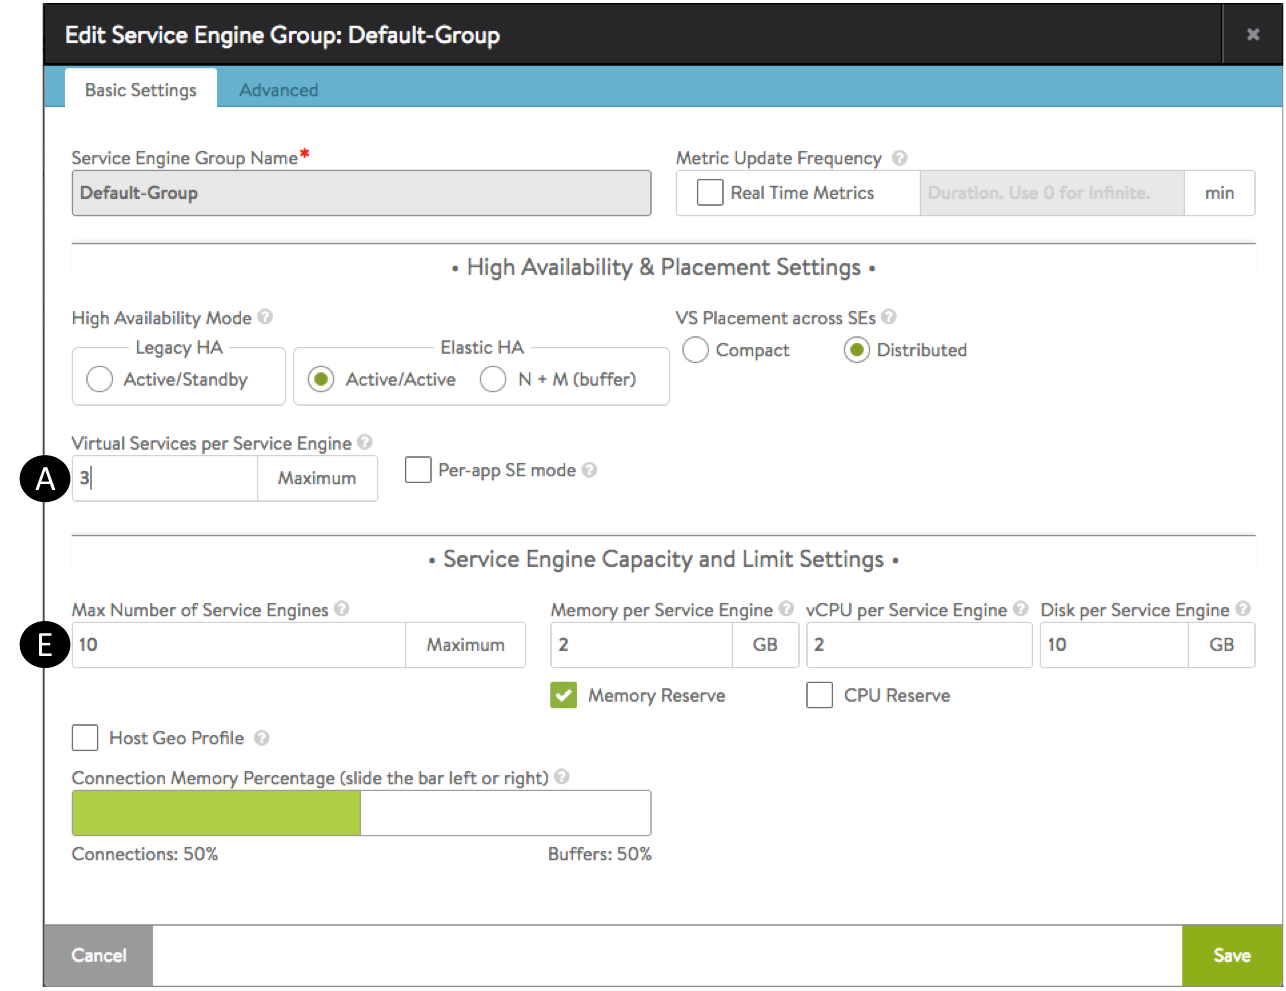 Edit Service Engine Group: Default-Group
Basic Settings Advanced
Service Engine Group Name* Metric Update Frequency ?
Default-Group Real Time Metrics Duration. Use 0 for Infinite. min
• High Availability & Placement Settings •
High Availability Mode ? VS Placement across SEs ?
Legacy HA Elastic HA
Compact Distributed
Active/Standby Active/Active N + M (buffer)
Virtual Services per Service Engine ?
A 3 Maximum Per-app SE mode ?
• Service Engine Capacity and Limit Settings •
Max Number of Service Engines ? Memory per Service Engine ? vCPU per Service Engine ? Disk per Service Engine ?
E 10 Maximum 2 GB 2 10 GB
Memory Reserve CPU Reserve
Host Geo Profile ?
Connection Memory Percentage (slide the bar left or right) ?
Connections: 50% Buffers: 50%
Cancel Save